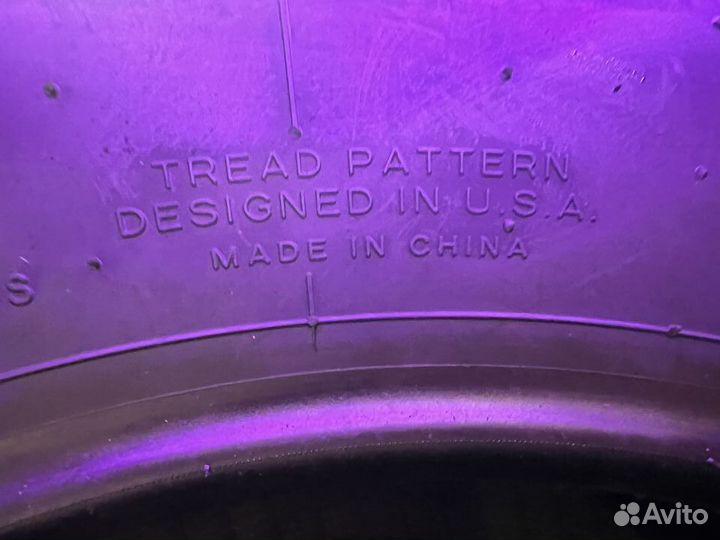 TREAD PATTERN
DESIGNED IN U.S.A.
MADE IN CHINA
S
Avito